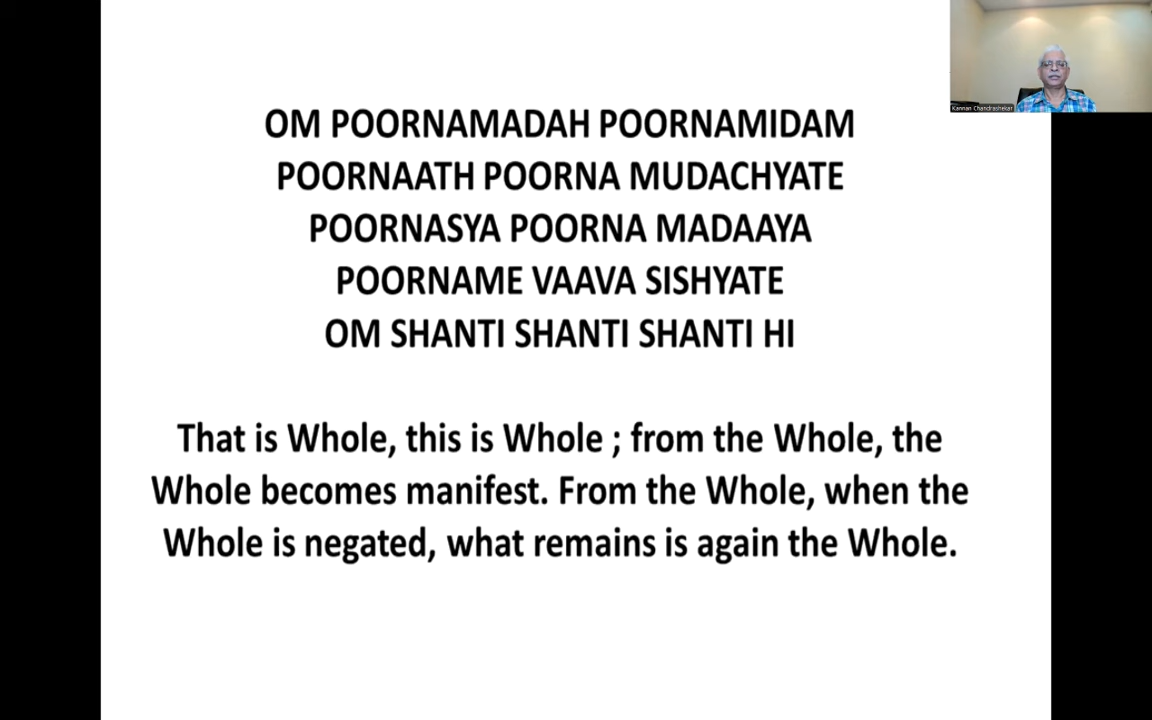 Kannan Chandrashekar
OM POORNAMADAH POORNAMIDAM
POORNAATH POORNA MUDACHYATE
POORNASYA POORNA MADAAYA
POORNAME VAAVA SISHYATE
OM SHANTI SHANTI SHANTI HI
That is Whole, this is Whole ; from the Whole, the
Whole becomes manifest. From the Whole, when the
Whole is negated, what remains is again the Whole.